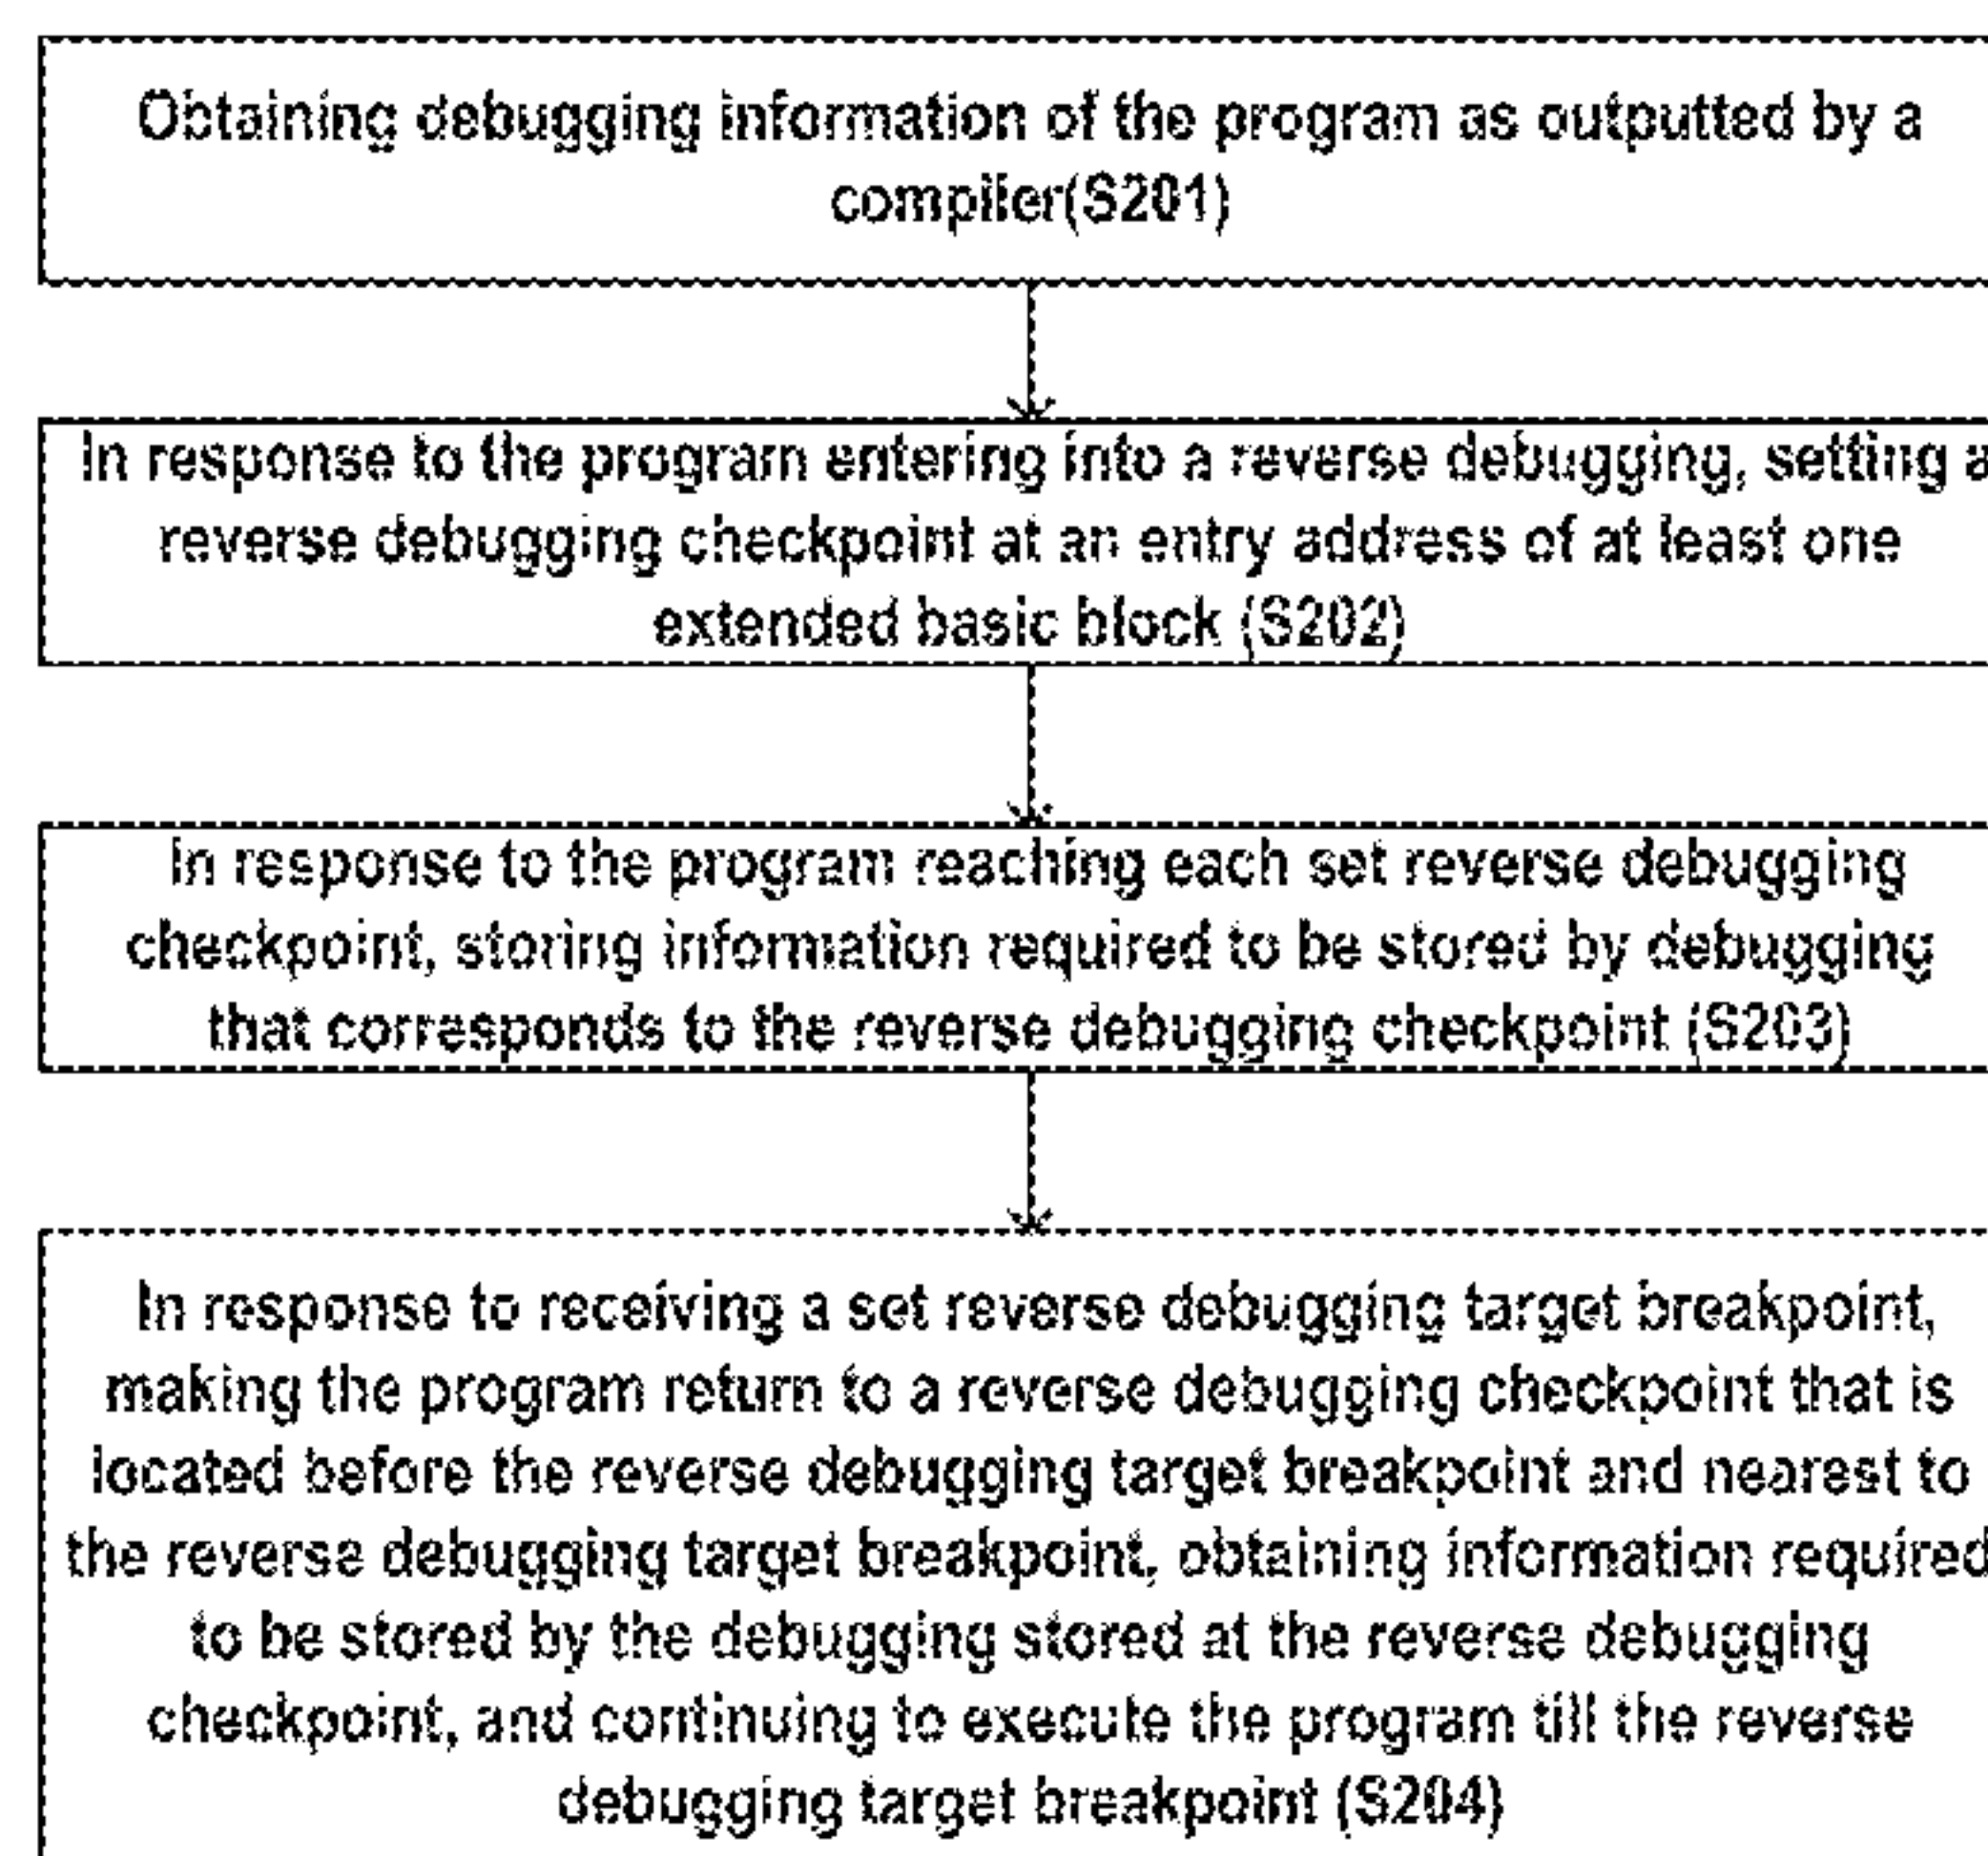 Obtaining debugging information of the program as outputted by a
compiler(S201)
In response to the program entering into a reverse debugging, setting a
reverse debugging checkpoint at an entry address of at least one
extended basic block (S202)
In response to the program reaching each set reverse debugging
checkpoint, storing information required to be stored by debugging
that corresponds to the reverse debugging checkpoint (S203)
In response to receiving a set reverse debugging target breakpoint,
making the program return to a reverse debugging checkpoint that is
located before the reverse debugging target breakpoint and nearest to
the reverse debugging target breakpoint, obtaining information required
to be stored by the debugging stored at the reverse debugging
checkpoint, and continuing to execute the program till the reverse
debugging target breakpoint (S204)